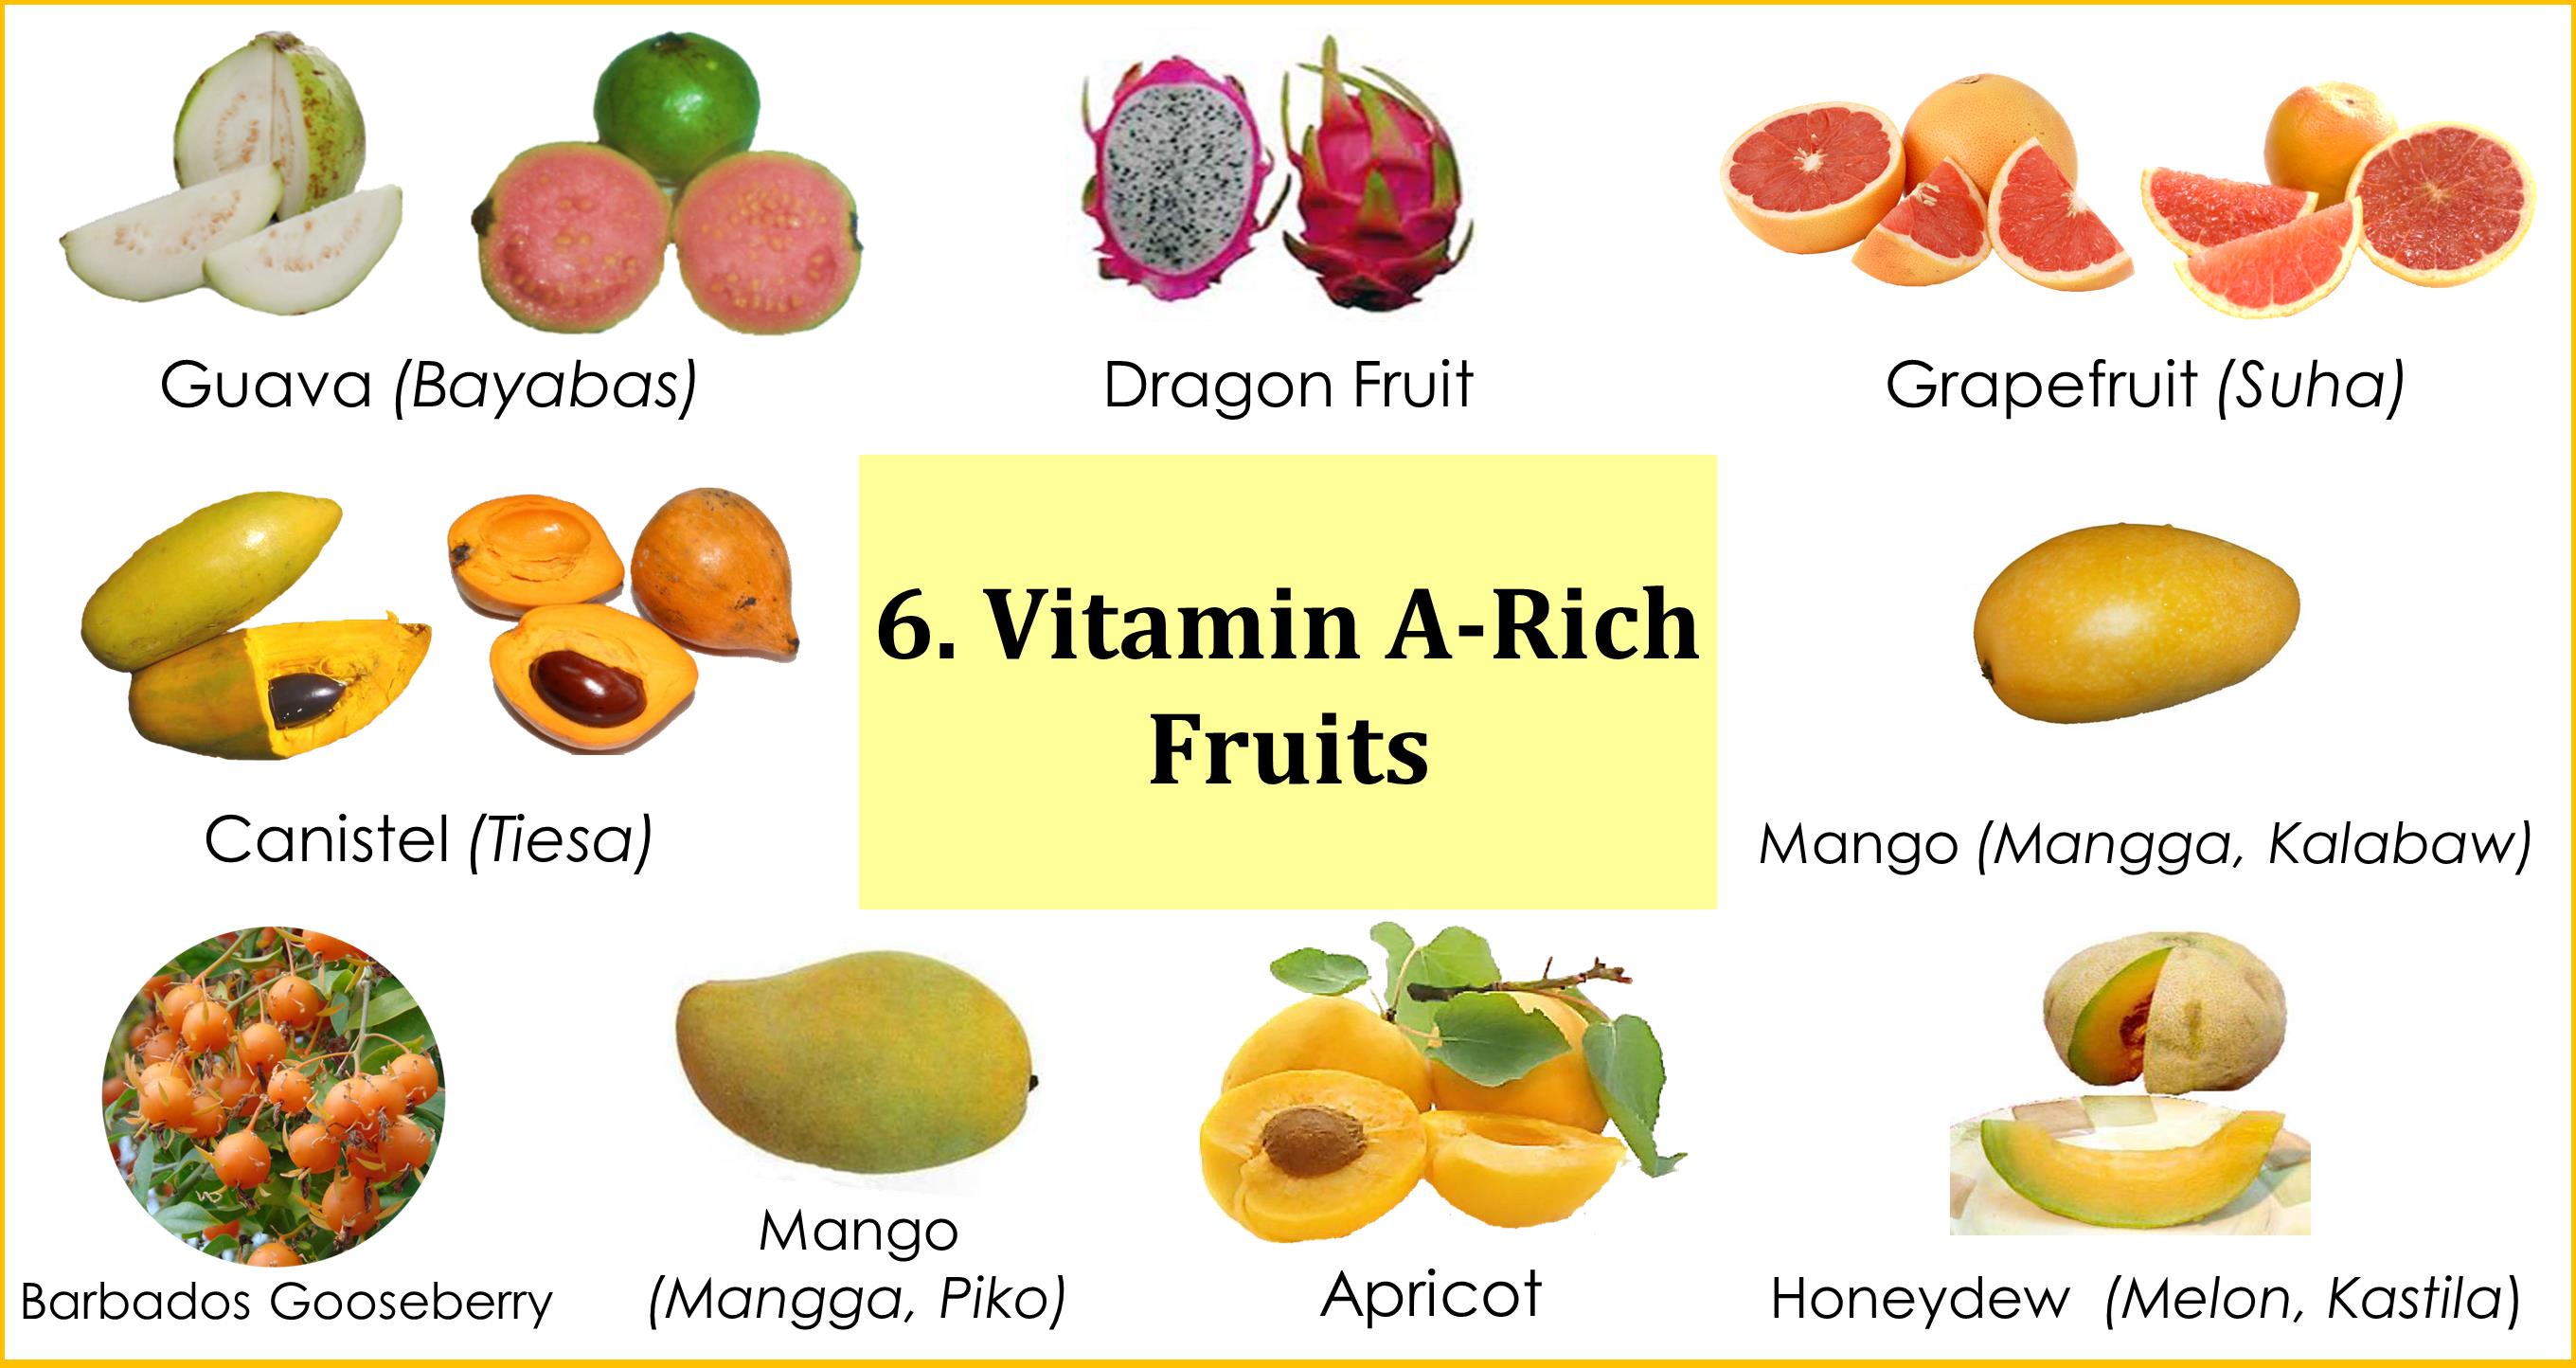 Guava (Bayabas)
Dragon Fruit
Grapefruit (Suha)
6. Vitamin A-Rich
Fruits
Canistel (Tiesa)
Mango (Mangga, Kalabaw)
Barbados Gooseberry
Mango
(Mangga, Piko)
Apricot
Honeydew (Melon, Kastila)